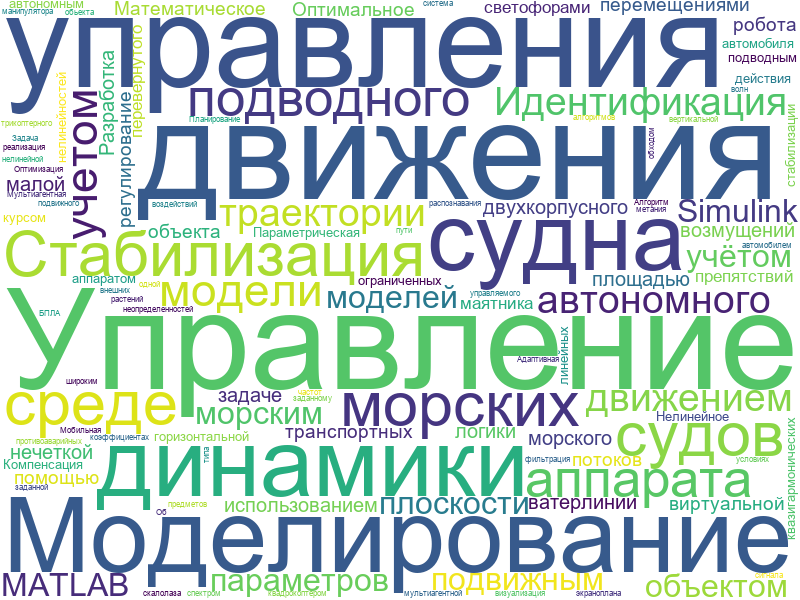 автономным
манипулятора
объекта
Математическое
Оптимальное
система
светофорами
перемещениями
управления
робота
автомобиля
подводным
действия
волн
трикоптерного
Задача
реализация
нелинейной
Оптимизация
нелинейностей
учетом
Разработка
регулирование
перевернутого
подводного
Идентификация
Планирование
алгоритмов
вертикальной
обходом
стабилизации
движения
малой
Мультиагентная
подвижного
воздействий
распознавания
Алгоритм
метания
курсом
траектории
двухкорпусного
Simulink
объекта
Параметрическая
пути
судна
возмущений
автомобилем
Стабилизация
учётом
аппаратом
одной
внешних
растений
неопределенностей
модели
моделей
ограниченных
управляемого
маятника
площадью
препятствий
автономного
БПЛА
Управление
линейных
Адаптивная
широким
среде
задаче
частот
заданному
морских
движением
морским
Нелинейное
Мобильная
противоаварийных
коэффициентах
горизонтальной
транспортных
логики
морского
судов
нечеткой
Компенсация
типа
динамики
фильтрация
потоков
условиях
квазигармонических
помощью
заданной
предметов
Об
использованием
плоскости
аппарата
ватерлинии
виртуальной
Моделирование
MATLAB
скалолаза
спектром
параметров
квадрокоптером
мультиагентной
подвижным
визуализация
экраноплана
объектом
сигнала